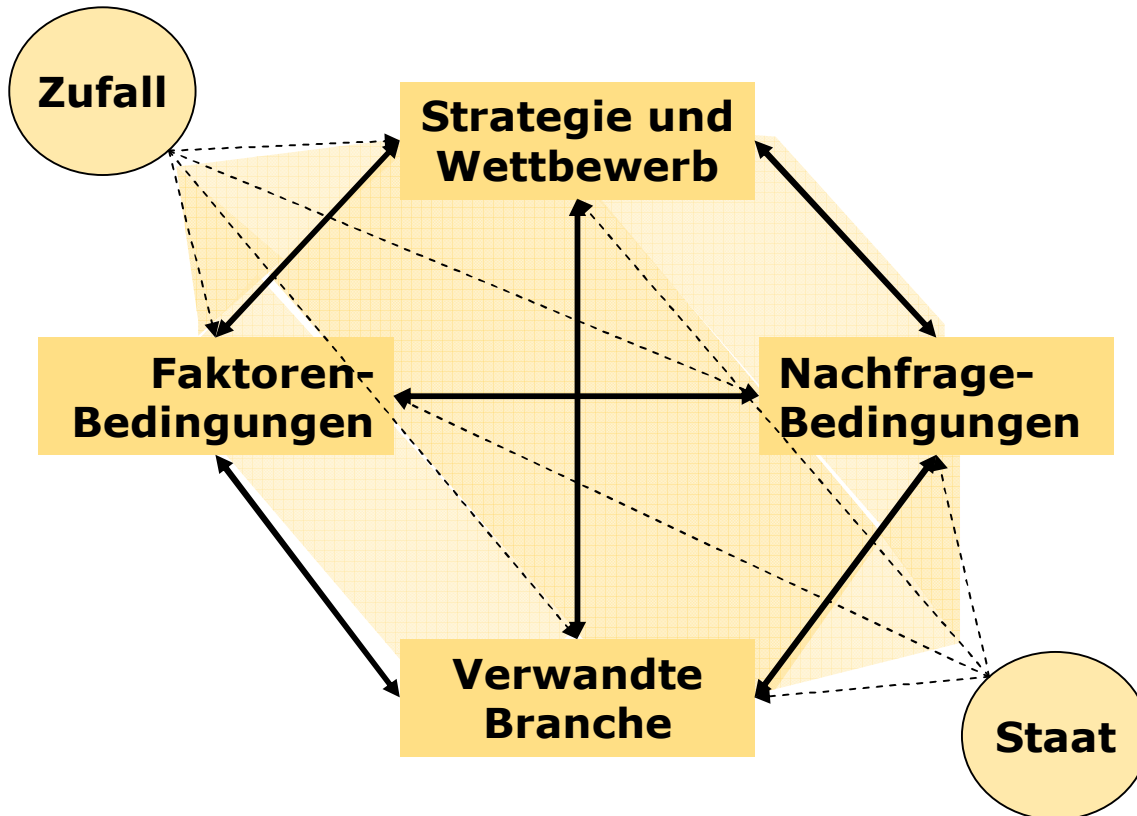 Zufall
Strategie und
Wettbewerb
Faktoren-
Bedingungen
Nachfrage-
Bedingungen
Verwandte
Branche
Staat